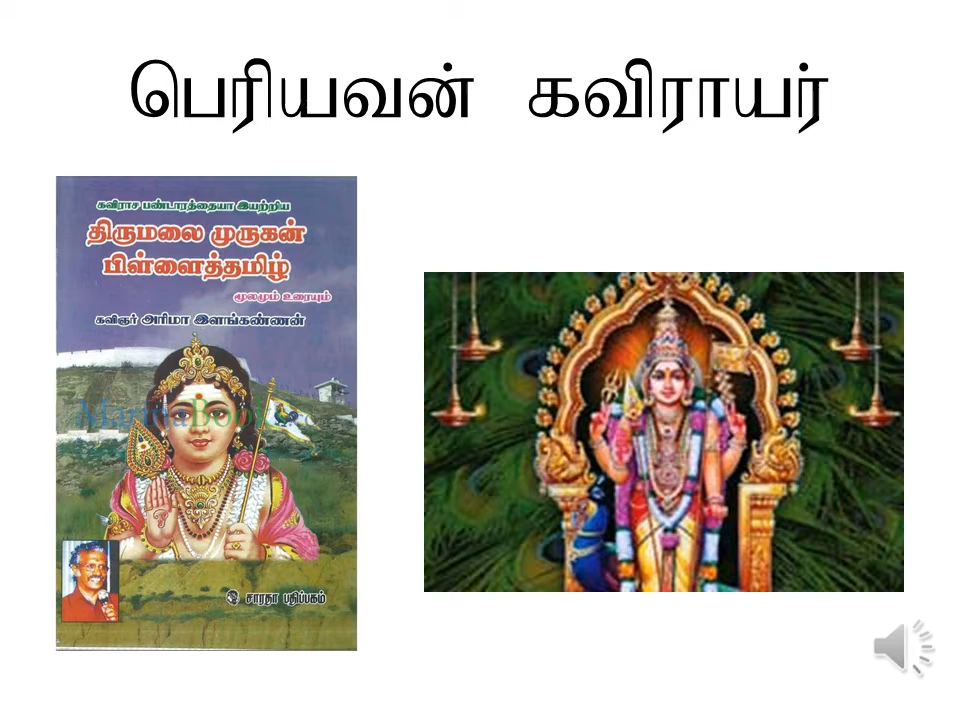 பெரியவன் கவிராயர்
கவிராச பண்டாரத்தையா இயற்றிய
திருமலை முருகன்
பிள்ளைத்தமிழ்
மூலமும் உரையும்
கவிஞர் அரிமா இளங்கண்ணன்
MarinaBooks
சாரதா பதிப்பகம்